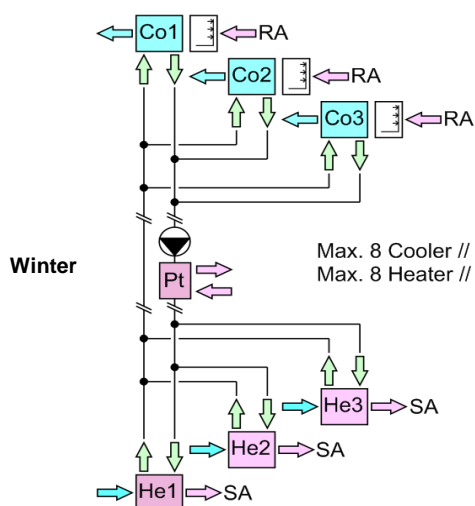 Co1
RA
Co2
RA
Co3
RA
Winter
Max. 8 Cooler //
Max. 8 Heater //
Pt
He3
SA
He2
SA
He1
SA